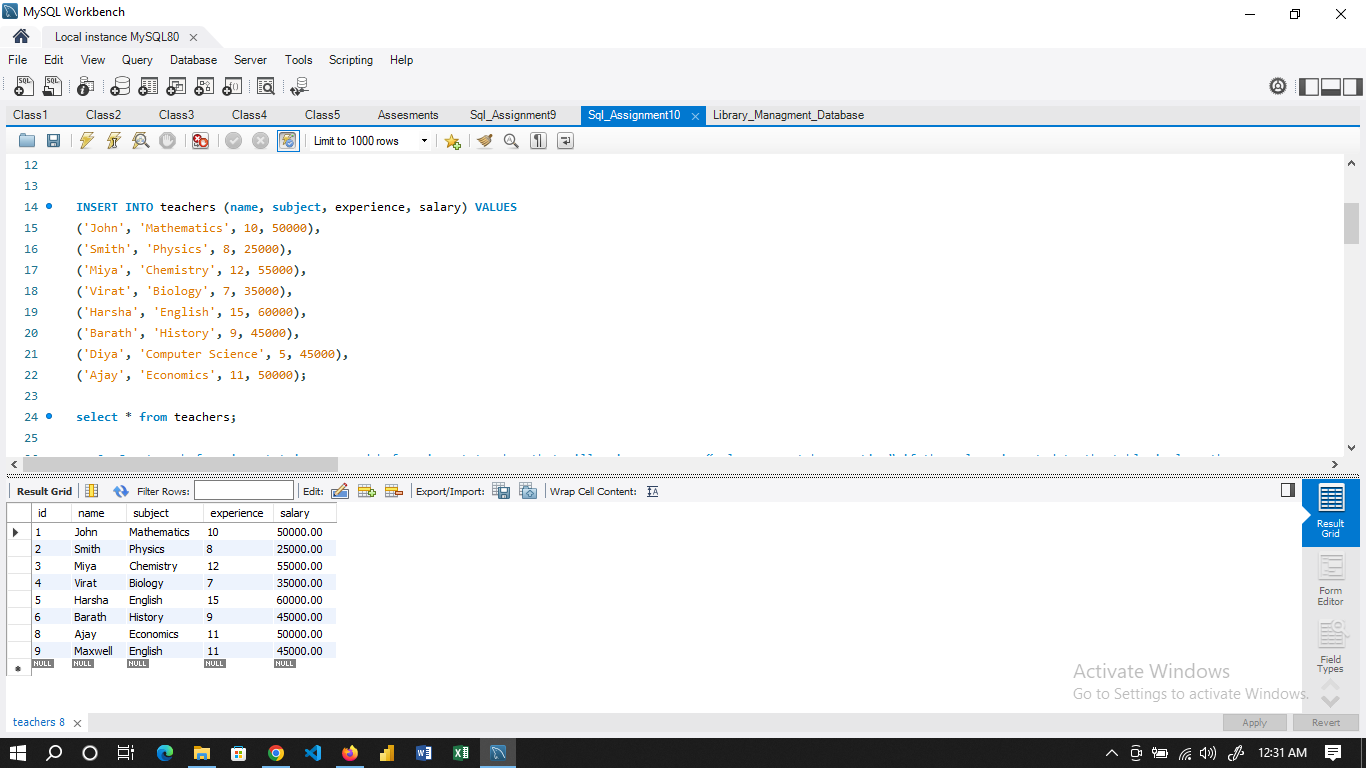 MySQL Workbench
Local instance MySQL80
File Edit View Query Database Server Tools Scripting Help
Class1 Class2 Class3 Class4 Class5 Assesments Sql_Assignment9 Sql_Assignment10 Library_Managment_Database
Limit to 1000 rows
12
13
14 INSERT INTO teachers (name, subject, experience, salary) VALUES
15 ('John', 'Mathematics', 10, 50000),
16 ('Smith', 'Physics', 8, 25000),
17 ('Miya', 'Chemistry', 12, 55000),
18 ('Virat', 'Biology', 7, 35000),
19 ('Harsha', 'English', 15, 60000),
20 ('Barath', 'History', 9, 45000),
21 ('Diya', 'Computer Science', 5, 45000),
22 ('Ajay', 'Economics', 11, 50000);
23
24 select * from teachers;
25
Result Grid Filter Rows: Edit: Export/Import: Wrap Cell Content:
id name subject experience salary
1 John Mathematics 10 50000.00
2 Smith Physics 8 25000.00
3 Miya Chemistry 12 55000.00
4 Virat Biology 7 35000.00
5 Harsha English 15 60000.00
6 Barath History 9 45000.00
8 Ajay Economics 11 50000.00
9 Maxwell English 11 45000.00
NULL NULL NULL NULL NULL
Result
Grid
Form
Editor
Field
Types
Activate Windows
Go to Settings to activate Windows.
teachers 8
Apply Revert
12:31 AM